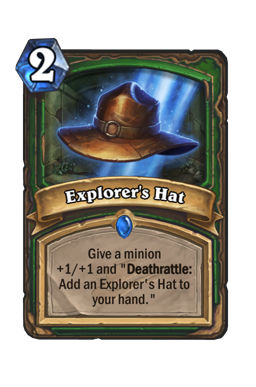 2
Explorer's Hat
Give a minion
+1/+1 and "Deathrattle:
Add an Explorer's Hat to
your hand."